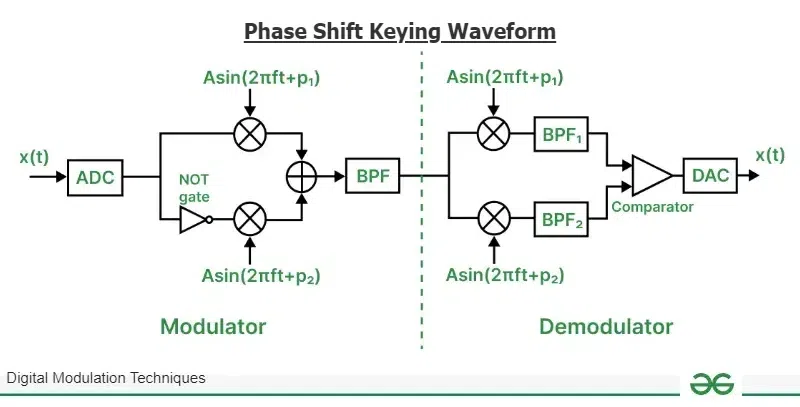 Phase Shift Keying Waveform
Asin(2πft+p₁)
Asin(2πft+p₁)
x(t)
ADC
NOT
gate
BPF
BPF₁
BPF₂
Comparator
DAC
x(t)
Asin(2πft+p₂)
Asin(2πft+p₂)
Modulator
Demodulator
Digital Modulation Techniques